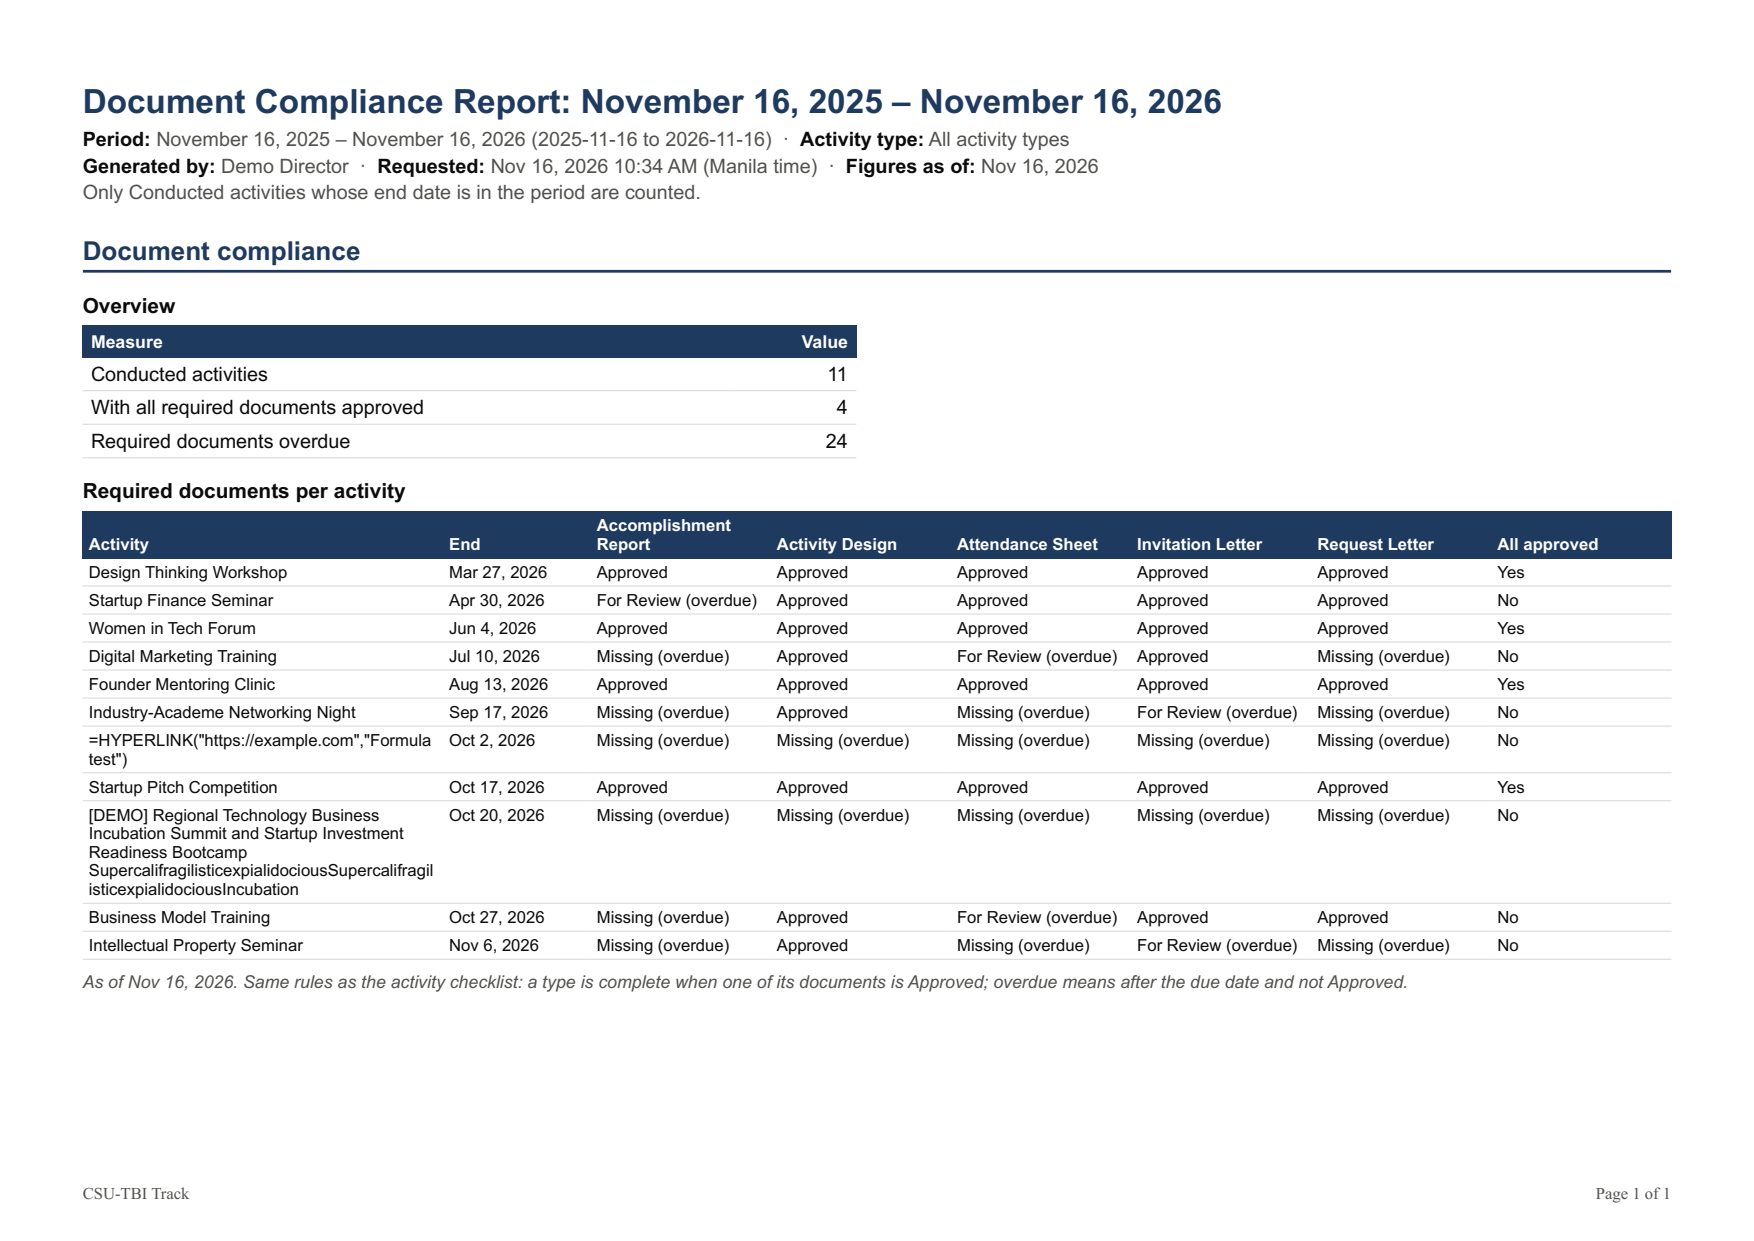 Document Compliance Report: November 16, 2025 – November 16, 2026
Period: November 16, 2025 – November 16, 2026 (2025-11-16 to 2026-11-16) · Activity type: All activity types
Generated by: Demo Director · Requested: Nov 16, 2026 10:34 AM (Manila time) · Figures as of: Nov 16, 2026
Only Conducted activities whose end date is in the period are counted.
Document compliance
Overview
Measure Value
Conducted activities 11
With all required documents approved 4
Required documents overdue 24
Required documents per activity
Accomplishment
Activity End Report Activity Design Attendance Sheet Invitation Letter Request Letter All approved
Design Thinking Workshop Mar 27, 2026 Approved Approved Approved Approved Approved Yes
Startup Finance Seminar Apr 30, 2026 For Review (overdue) Approved Approved Approved Approved No
Women in Tech Forum Jun 4, 2026 Approved Approved Approved Approved Approved Yes
Digital Marketing Training Jul 10, 2026 Missing (overdue) Approved For Review (overdue) Approved Missing (overdue) No
Founder Mentoring Clinic Aug 13, 2026 Approved Approved Approved Approved Approved Yes
Industry-Academe Networking Night Sep 17, 2026 Missing (overdue) Approved Missing (overdue) For Review (overdue) Missing (overdue) No
=HYPERLINK("https://example.com","Formula Oct 2, 2026 Missing (overdue) Missing (overdue) Missing (overdue) Missing (overdue) Missing (overdue) No
test")
Startup Pitch Competition Oct 17, 2026 Approved Approved Approved Approved Approved Yes
[DEMO] Regional Technology Business Oct 20, 2026 Missing (overdue) Missing (overdue) Missing (overdue) Missing (overdue) Missing (overdue) No
Incubation Summit and Startup Investment
Readiness Bootcamp
SupercalifragilisticexpialidociousSupercalifragil
isticexpialidociousIncubation
Business Model Training Oct 27, 2026 Missing (overdue) Approved For Review (overdue) Approved Approved No
Intellectual Property Seminar Nov 6, 2026 Missing (overdue) Approved Missing (overdue) For Review (overdue) Missing (overdue) No
As of Nov 16, 2026. Same rules as the activity checklist: a type is complete when one of its documents is Approved; overdue means after the due date and not Approved.
CSU-TBI Track Page 1 of 1